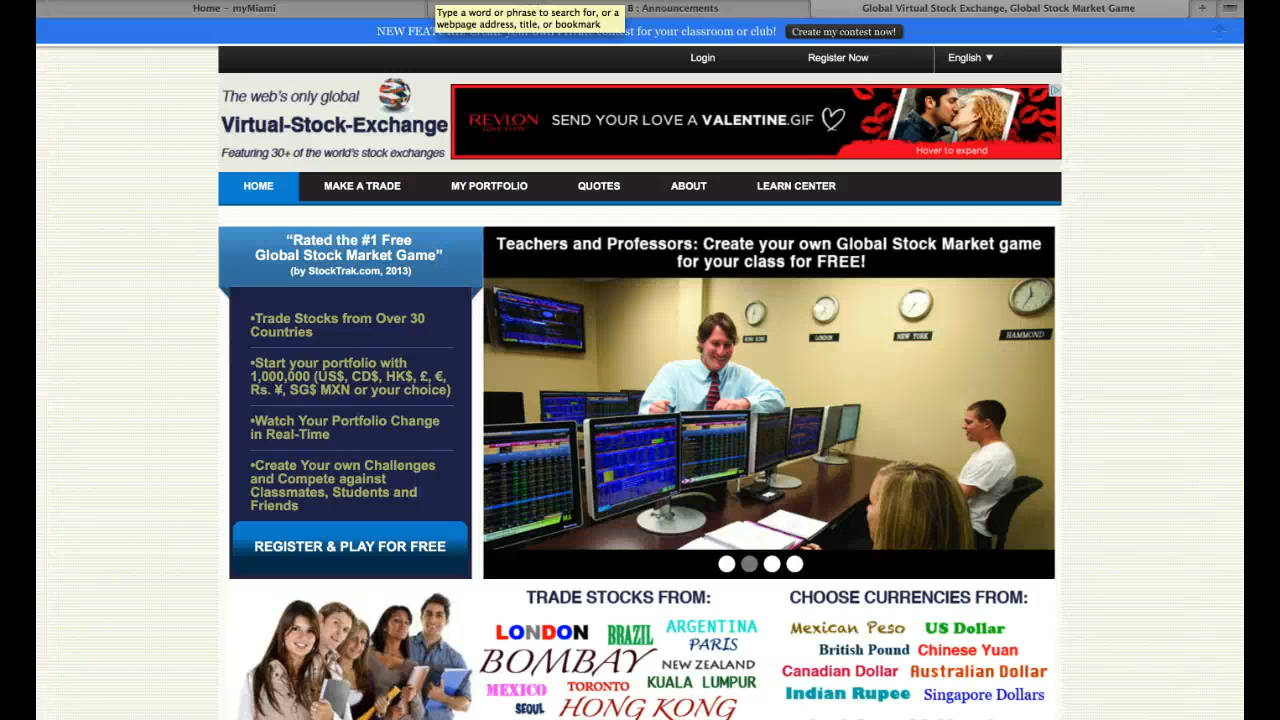 Home - myMiami
B : Announcements
Global Virtual Stock Exchange, Global Stock Market Game
Type a word or phrase to search for, or a
webpage address, title, or bookmark
NEW
contest for your classroom or club!
Create my contest now!
Login
Register Now
English ▼
The web's only global
Virtual-Stock-Exchange
Featuring 30+ of the world's stock exchanges
REVLON
SEND YOUR LOVE A VALENTINE.GIF
Hover to expand
HOME
MAKE A TRADE
MY PORTFOLIO
QUOTES
ABOUT
LEARN CENTER
“Rated the #1 Free
Global Stock Market Game”
(by StockTrak.com, 2013)
•Trade Stocks from Over 30
Countries
•Start your portfolio with
1,000,000 (US$, CD$, HK$, £, €,
Rs. ¥, SG$ MXN or your choice)
•Watch Your Portfolio Change
in Real-Time
•Create Your own Challenges
and Compete against
Classmates, Students and
Friends
REGISTER & PLAY FOR FREE
Teachers and Professors: Create your own Global Stock Market game
for your class for FREE!
HONG KONG
LONDON
NEW YORK
HAMMOND
TRADE STOCKS FROM:
LONDON
BRAZIL
ARGENTINA
PARIS
BOMBAY
NEW ZEALAND
MEXICO
TORONTO
KUALA LUMPUR
SEOUL
HONG KONG
CHOOSE CURRENCIES FROM:
Mexican Peso
US Dollar
British Pound
Chinese Yuan
Canadian Dollar
Australian Dollar
Indian Rupee
Singapore Dollars